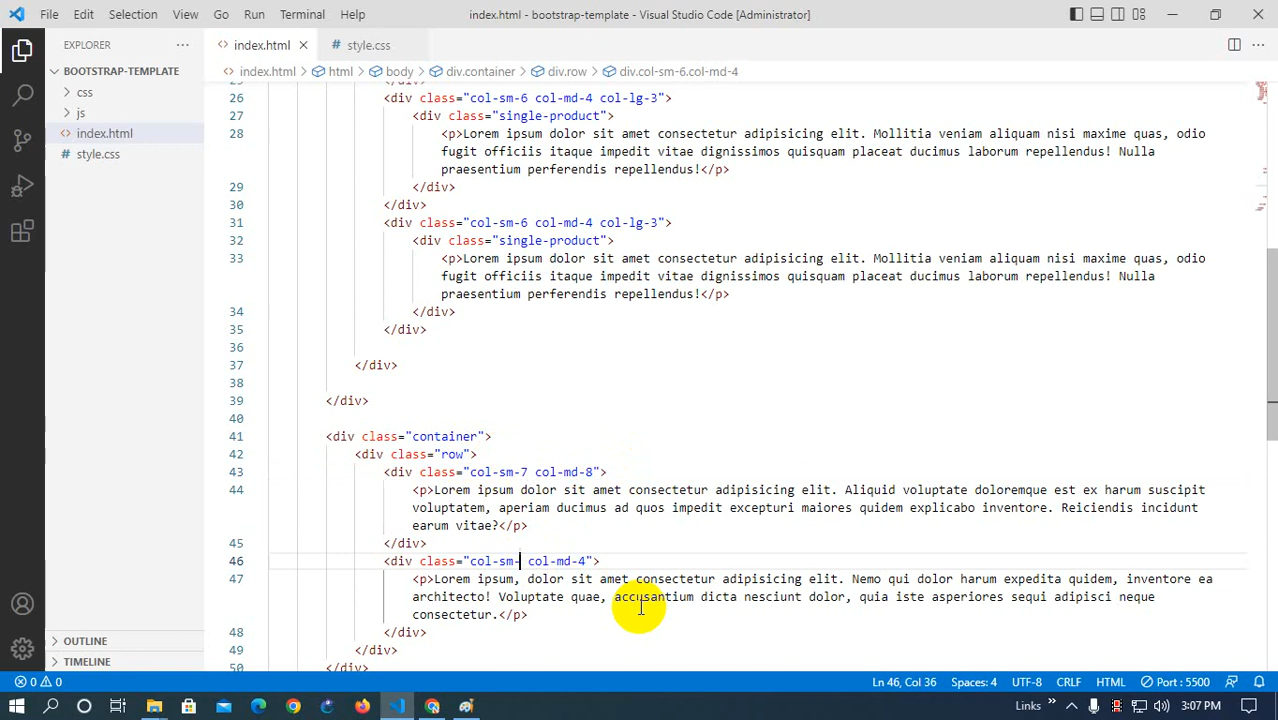 File Edit Selection View Go Run Terminal Help index.html - bootstrap-template - Visual Studio Code [Administrator]
EXPLORER ··· <> index.html × # style.css ···
BOOTSTRAP-TEMPLATE <> index.html > html > body > div.container > div.row > div.col-sm-6.col-md-4
css
js
<> index.html
# style.css
26 <div class="col-sm-6 col-md-4 col-lg-3">
27 <div class="single-product">
28 <p>Lorem ipsum dolor sit amet consectetur adipisicing elit. Mollitia veniam aliquam nisi maxime quas, odio
fugit officiis itaque impedit vitae dignissimos quisquam placeat ducimus laborum repellendus! Nulla
praesentium perferendis repellendus!</p>
29 </div>
30 </div>
31 <div class="col-sm-6 col-md-4 col-lg-3">
32 <div class="single-product">
33 <p>Lorem ipsum dolor sit amet consectetur adipisicing elit. Mollitia veniam aliquam nisi maxime quas, odio
fugit officiis itaque impedit vitae dignissimos quisquam placeat ducimus laborum repellendus! Nulla
praesentium perferendis repellendus!</p>
34 </div>
35 </div>
36
37 </div>
38
39 </div>
40
41 <div class="container">
42 <div class="row">
43 <div class="col-sm-7 col-md-8">
44 <p>Lorem ipsum dolor sit amet consectetur adipisicing elit. Aliquid voluptate doloremque est ex harum suscipit
voluptatem, aperiam ducimus ad quos impedit excepturi maiores quidem explicabo inventore. Reiciendis incidunt
earum vitae?</p>
45 </div>
46 <div class="col-sm- col-md-4">
47 <p>Lorem ipsum, dolor sit amet consectetur adipisicing elit. Nemo qui dolor harum expedita quidem, inventore ea
architecto! Voluptate quae, accusantium dicta nesciunt dolor, quia iste asperiores sequi adipisci neque
consectetur.</p>
48 </div>
49 </div>
50 </div>
OUTLINE
TIMELINE
0 0 Ln 46, Col 36 Spaces: 4 UTF-8 CRLF HTML Port : 5500
Links » 3:07 PM